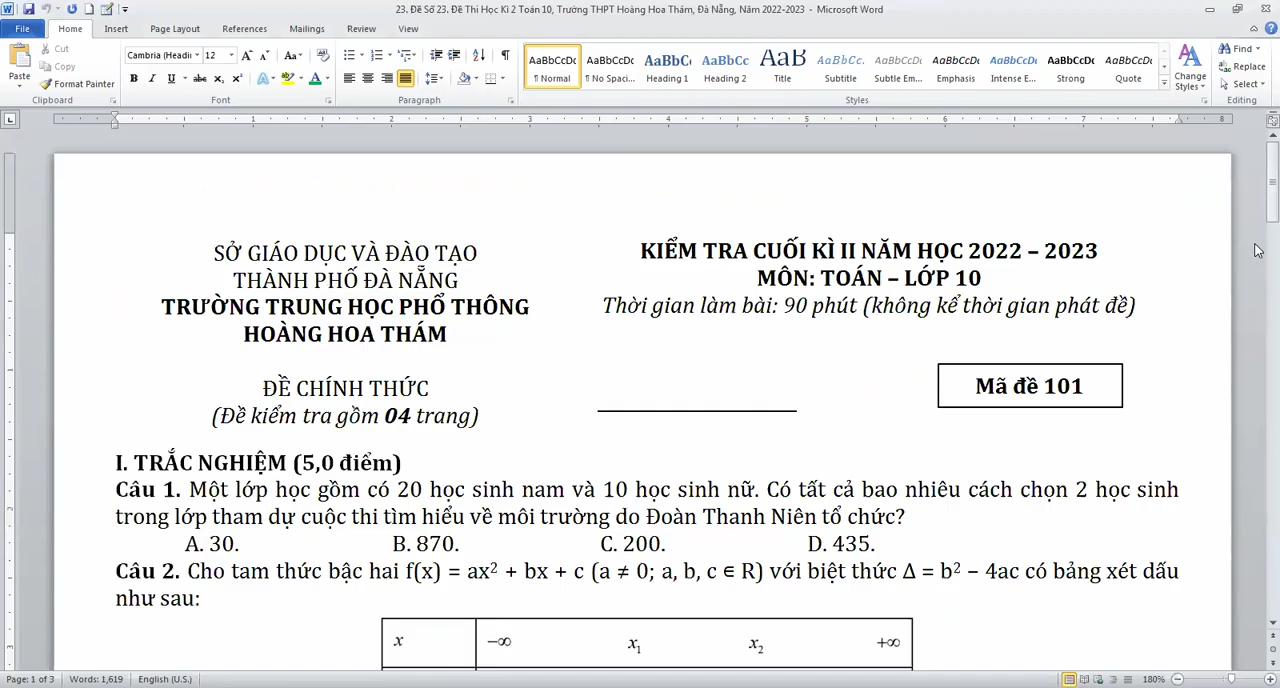 23. Đề Số 23, Đề Thi Học Kì 2 Toán 10, Trường THPT Hoàng Hoa Thám, Đà Nẵng, Năm 2022-2023 - Microsoft Word
File Home Insert Page Layout References Mailings Review View
Paste Cut Copy Format Painter
Cambria (Headi 12
AaBbCcDc AaBbCcDc AaBbC AaBbCc AaB AaBbCc. AaBbCcDc AaBbCcDc AaBbCcDc AaBbCcDc AaBbCcDc
¶ Normal ¶ No Spaci... Heading 1 Heading 2 Title Subtitle Subtle Em... Emphasis Intense E... Strong Quote
Change Styles
Find Replace Select
Clipboard Font Paragraph Styles Editing
1 2 3 4 5 6 7 8
SỞ GIÁO DỤC VÀ ĐÀO TẠO
THÀNH PHỐ ĐÀ NẴNG
TRƯỜNG TRUNG HỌC PHỔ THÔNG
HOÀNG HOA THÁM
KIỂM TRA CUỐI KÌ II NĂM HỌC 2022 – 2023
MÔN: TOÁN – LỚP 10
Thời gian làm bài: 90 phút (không kể thời gian phát đề)
ĐỀ CHÍNH THỨC
(Đề kiểm tra gồm 04 trang)
Mã đề 101
I. TRẮC NGHIỆM (5,0 điểm)
Câu 1. Một lớp học gồm có 20 học sinh nam và 10 học sinh nữ. Có tất cả bao nhiêu cách chọn 2 học sinh
trong lớp tham dự cuộc thi tìm hiểu về môi trường do Đoàn Thanh Niên tổ chức?
A. 30. B. 870. C. 200. D. 435.
Câu 2. Cho tam thức bậc hai f(x) = ax² + bx + c (a ≠ 0; a, b, c ∈ R) với biệt thức Δ = b² − 4ac có bảng xét dấu
như sau:
x −∞ x₁ x₂ +∞
Page: 1 of 3 Words: 1,619 English (U.S.) 180%